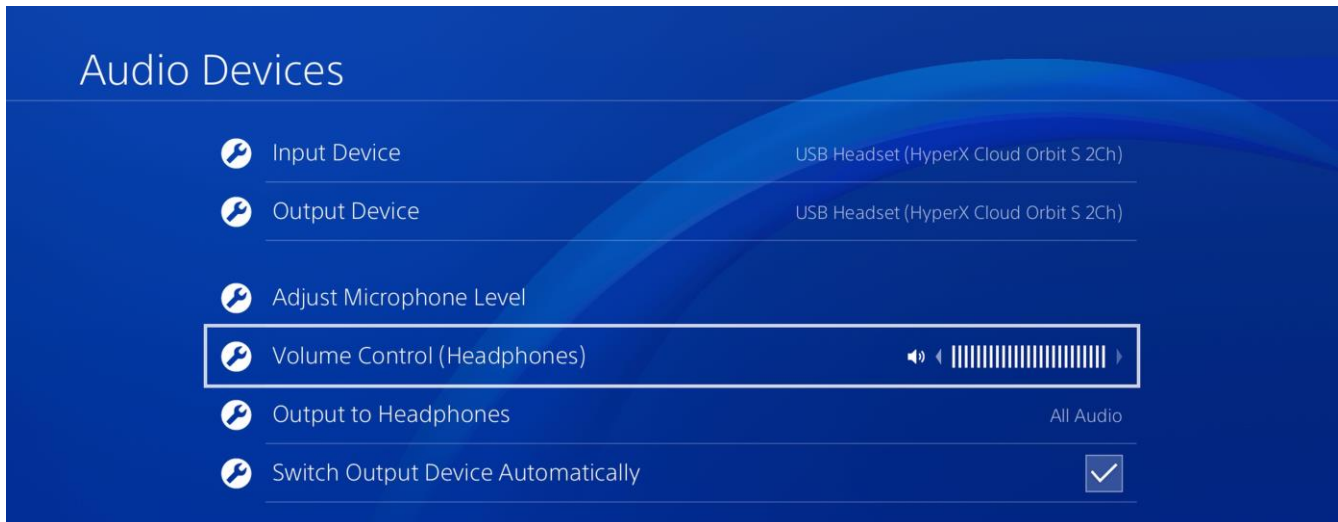 Audio Devices
Input Device USB Headset (HyperX Cloud Orbit S 2Ch)
Output Device USB Headset (HyperX Cloud Orbit S 2Ch)
Adjust Microphone Level
Volume Control (Headphones)
Output to Headphones All Audio
Switch Output Device Automatically